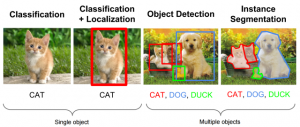 Classification
Classification
+ Localization
Object Detection
Instance
Segmentation
CAT
CAT
CAT, DOG, DUCK
CAT, DOG, DUCK
Single object
Multiple objects